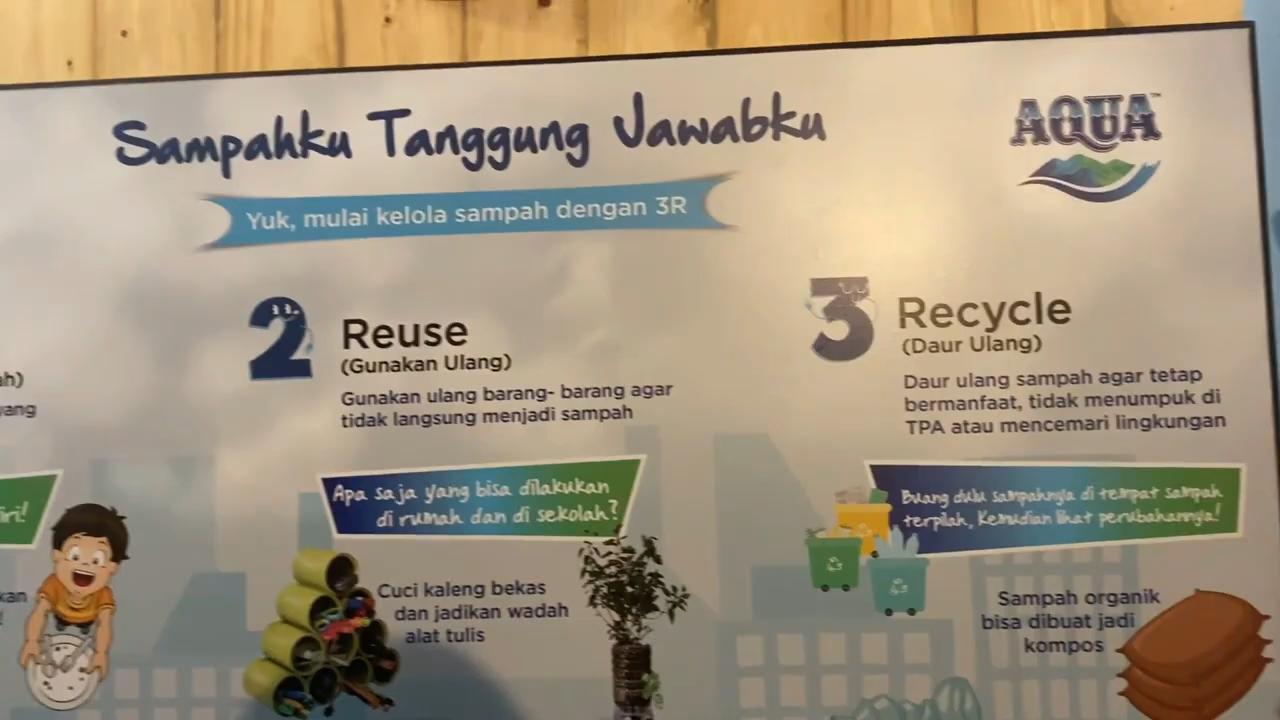 Sampahku Tanggung Jawabku
AQUA™
Yuk, mulai kelola sampah dengan 3R
2 Reuse
(Gunakan Ulang)
Gunakan ulang barang- barang agar
tidak langsung menjadi sampah
Apa saja yang bisa dilakukan
di rumah dan di sekolah?
Cuci kaleng bekas
dan jadikan wadah
alat tulis
3 Recycle
(Daur Ulang)
Daur ulang sampah agar tetap
bermanfaat, tidak menumpuk di
TPA atau mencemari lingkungan
Buang dulu sampahnya di tempat sampah
terpilah, Kemudian lihat perubahannya!
Sampah organik
bisa dibuat jadi
kompos